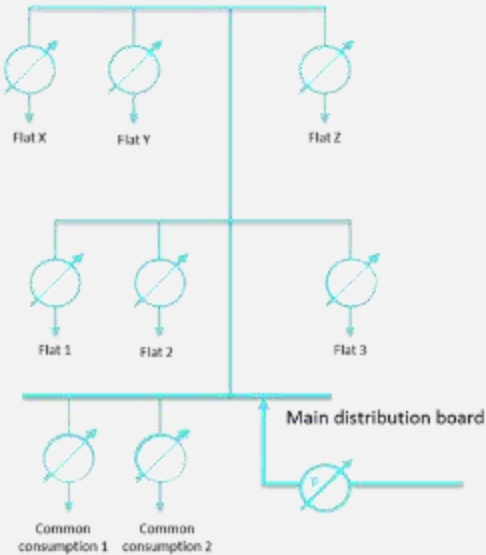 Flat X
Flat Y
Flat Z
Flat 1
Flat 2
Flat 3
Main distribution board
Common
consumption 1
Common
consumption 2